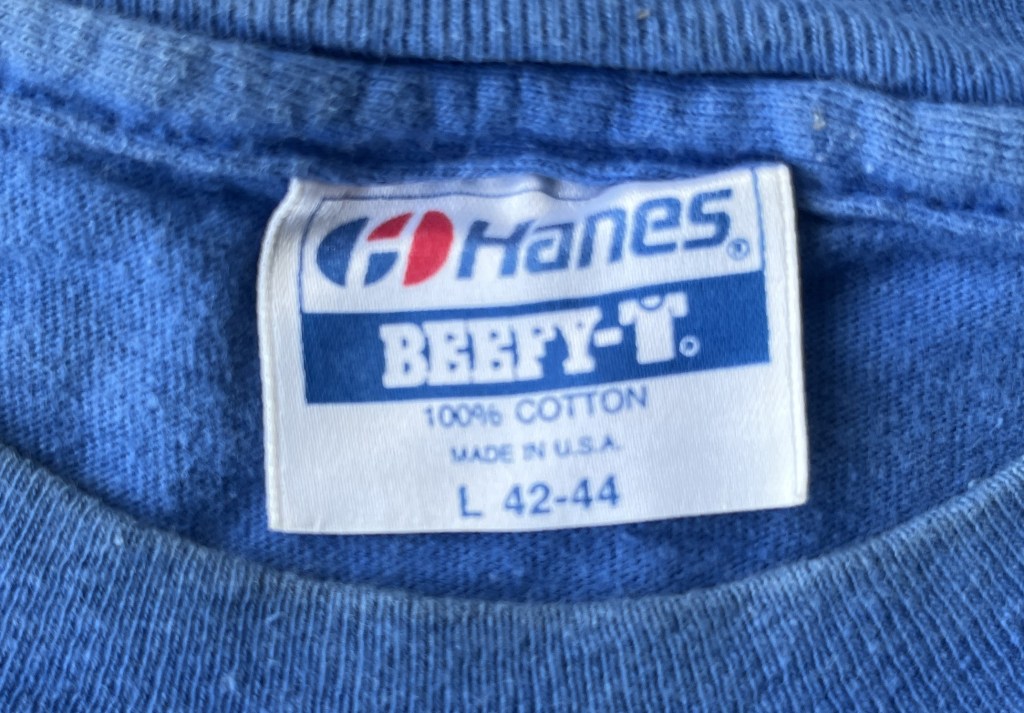 Hanes®
BEEFY-T®
100% COTTON
MADE IN U.S.A.
L 42-44